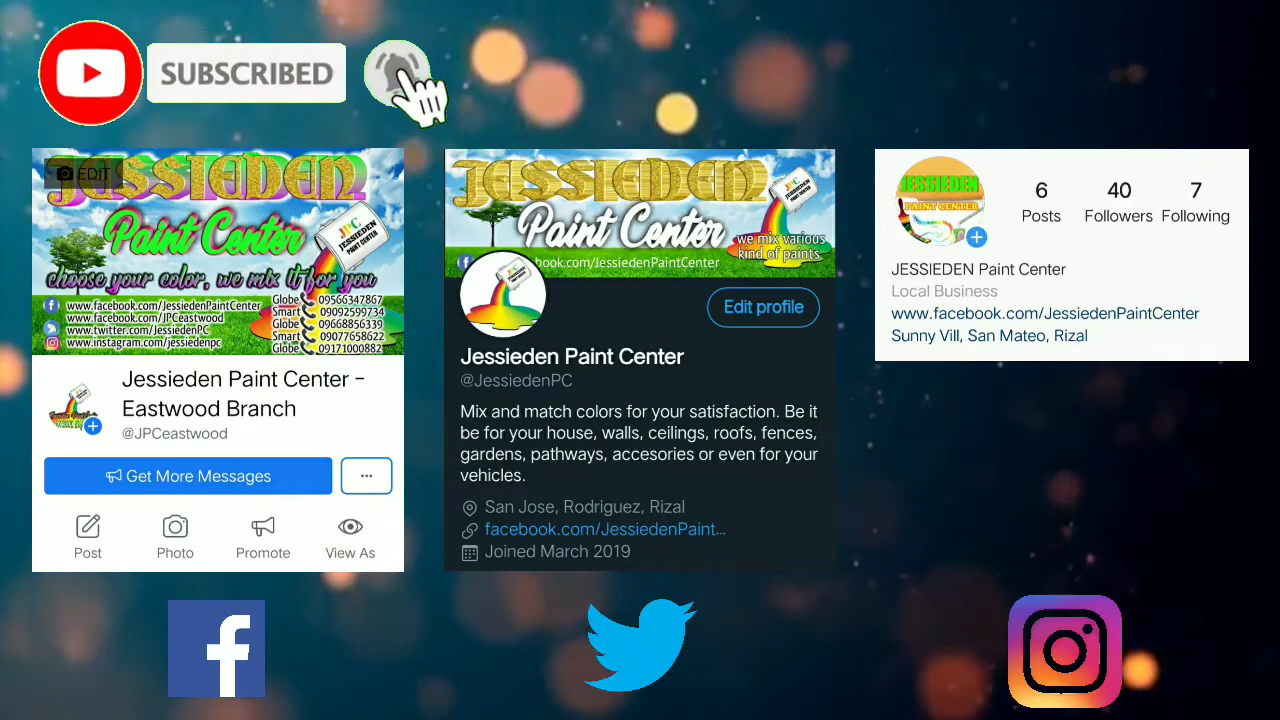 SUBSCRIBED
EDIT
JESSIEDEN
Paint Center
JPC
JESSIEDEN
PAINT CENTER
choose your color, we mix it for you
www.facebook.com/JessiedenPaintCenter
www.facebook.com/JPCeastwood
www.twitter.com/JessiedenPC
www.instagram.com/jessiedenpc
Globe 09566347867
Smart 09092599734
Globe 09668856339
Smart 09077658622
Globe 09171000882
Jessieden Paint Center -
Eastwood Branch
@JPCeastwood
Get More Messages
Post
Photo
Promote
View As
JESSIEDEN
Paint Center
JPC
JESSIEDEN
PAINT CENTER
we mix various
kind of paints
book.com/JessiedenPaintCenter
Edit profile
Jessieden Paint Center
@JessiedenPC
Mix and match colors for your satisfaction. Be it
be for your house, walls, ceilings, roofs, fences,
gardens, pathways, accesories or even for your
vehicles.
San Jose, Rodriguez, Rizal
facebook.com/JessiedenPaint...
Joined March 2019
JESSIEDEN
PAINT CENTER
6 40 7
Posts Followers Following
JESSIEDEN Paint Center
Local Business
www.facebook.com/JessiedenPaintCenter
Sunny Vill, San Mateo, Rizal